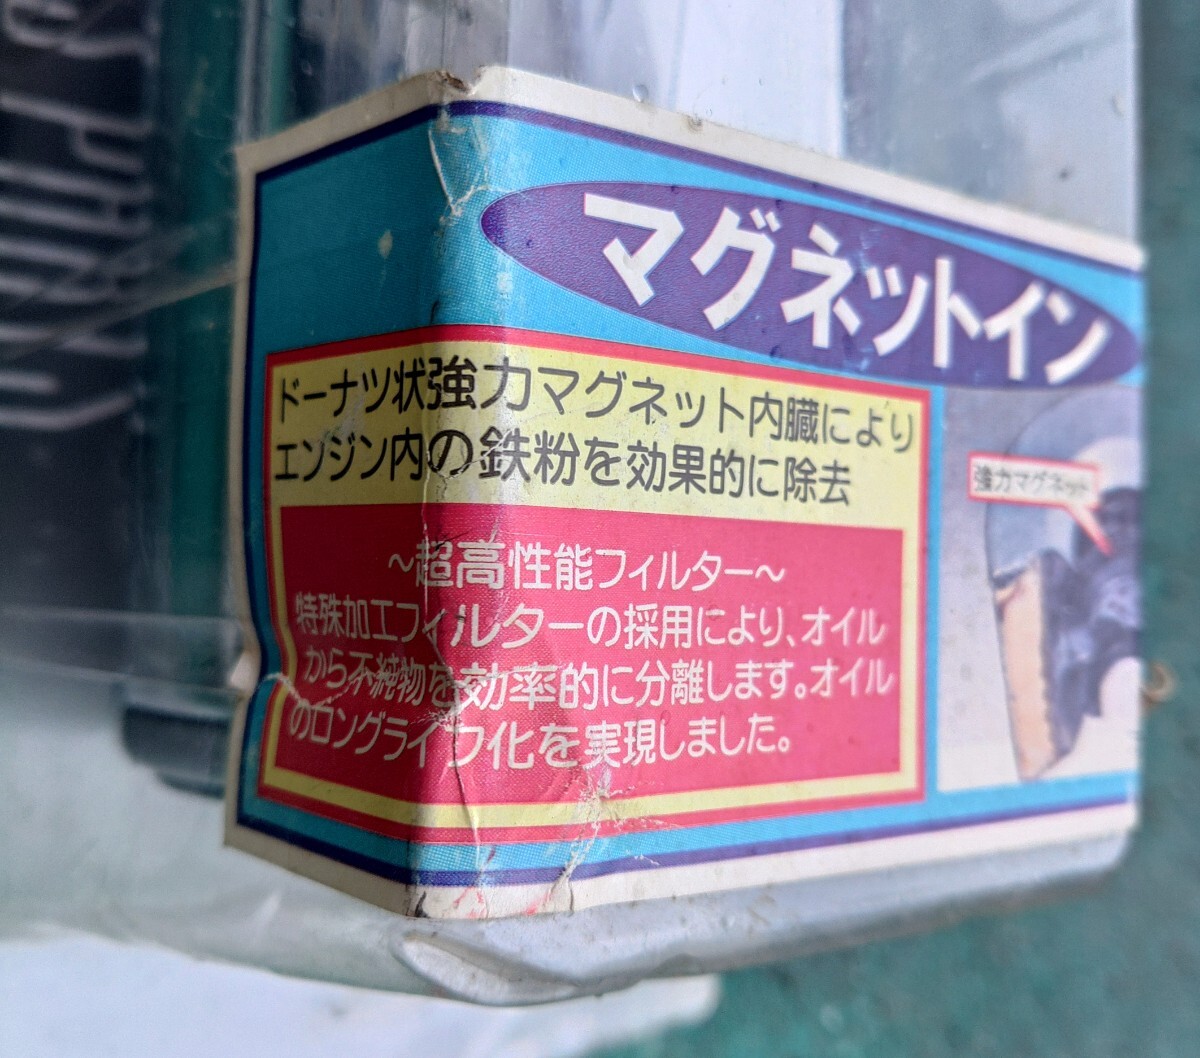 マグネットイン
ドーナツ状強力マグネット内臓により
エンジン内の鉄粉を効果的に除去
強力マグネット
~超高性能フィルター~
特殊加工フィルターの採用により、オイル
から不純物を効率的に分離します。オイル
のロングライフ化を実現しました。